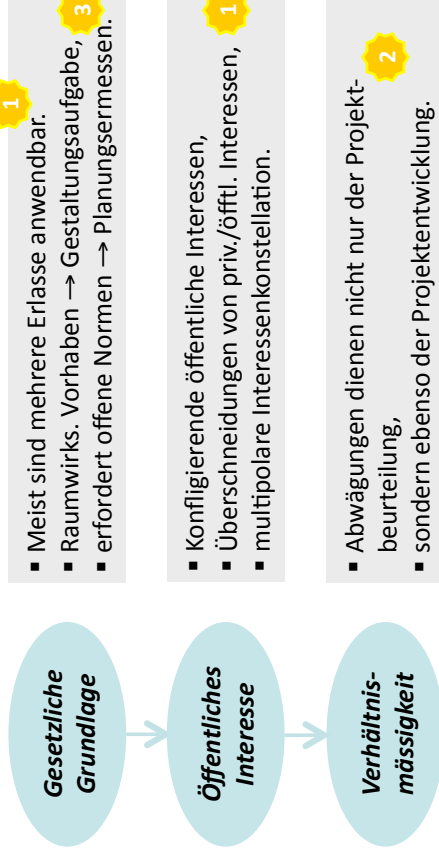 Gesetzliche
Grundlage
▪ Meist sind mehrere Erlasse anwendbar.
1
▪ Raumwirks. Vorhaben → Gestaltungsaufgabe,
3
▪ erfordert offene Normen → Planungsermessen.
Öffentliches
Interesse
▪ Konfligierende öffentliche Interessen,
▪ Überschneidungen von priv./öfftl. Interessen,
1
▪ multipolare Interessenkonstellation.
Verhältnis-
mässigkeit
▪ Abwägungen dienen nicht nur der Projekt-
beurteilung,
2
▪ sondern ebenso der Projektentwicklung.